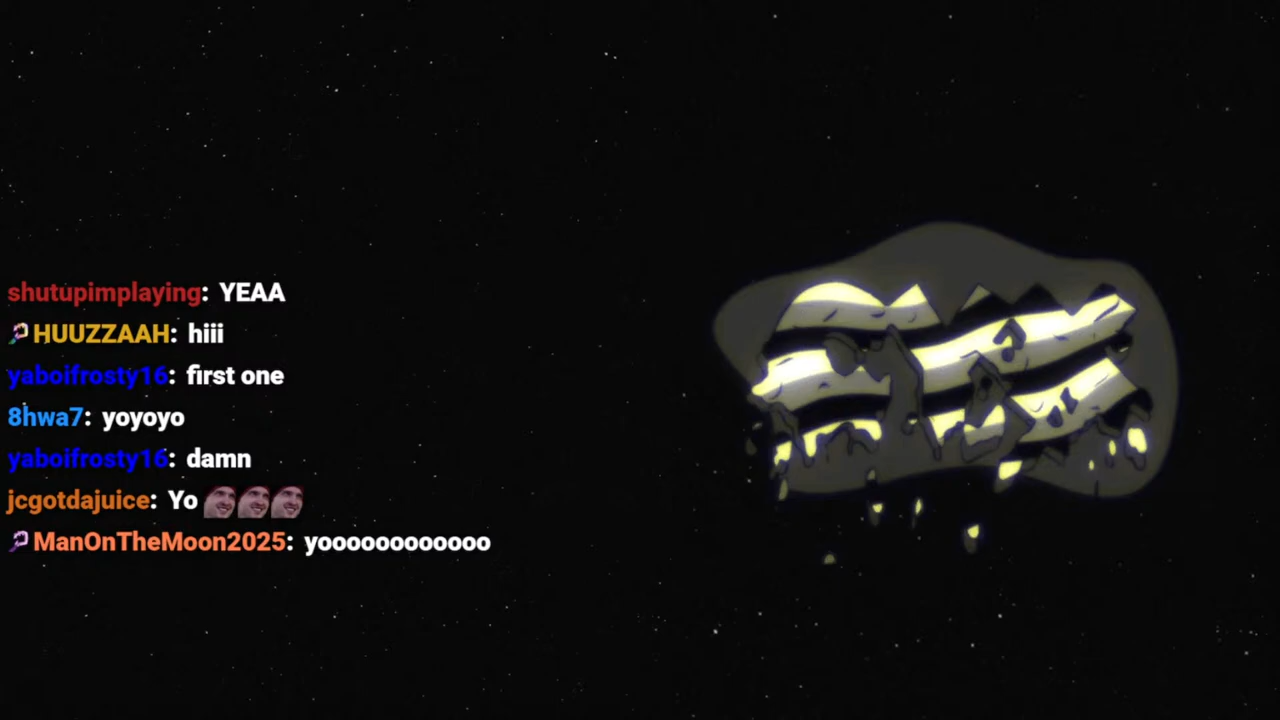 shutupimplaying: YEAA
HUUZZAAH: hiii
yaboifrosty16: first one
8hwa7: yoyoyo
yaboifrosty16: damn
jcgotdajuice: Yo
ManOnTheMoon2025: yoooooooooooo